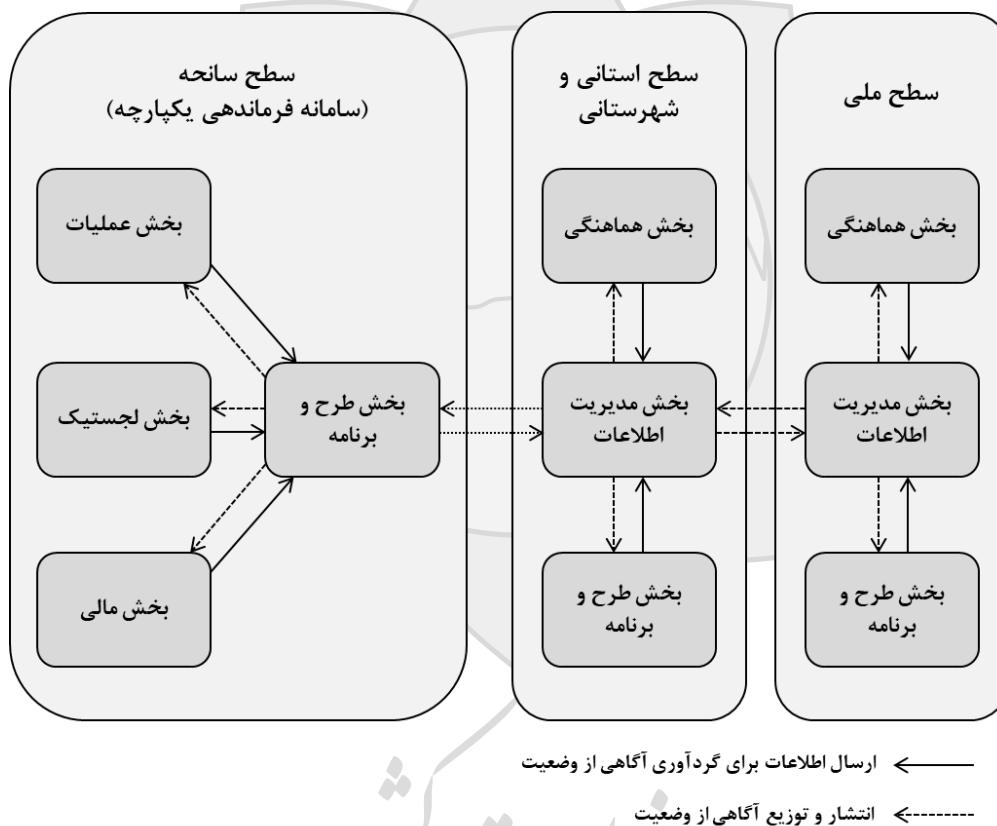 سطح ملی
بخش هماهنگی
بخش مدیریت
اطلاعات
بخش طرح و
برنامه
سطح استانی و
شهرستانی
بخش هماهنگی
بخش مدیریت
اطلاعات
بخش طرح و
برنامه
سطح سانحه
(سامانه فرماندهی یکپارچه)
بخش عملیات
بخش طرح و
برنامه
بخش لجستیک
بخش مالی
ارسال اطلاعات برای گردآوری آگاهی از وضعیت
انتشار و توزیع آگاهی از وضعیت